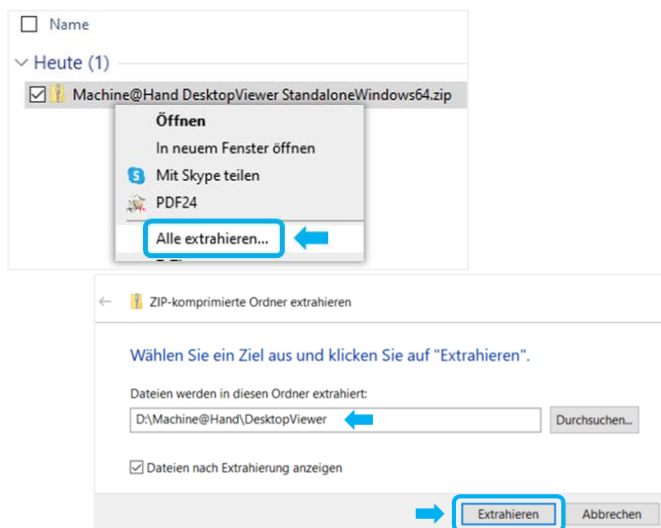 Name
Heute (1)
Machine@Hand DesktopViewer StandaloneWindows64.zip
Öffnen
In neuem Fenster öffnen
Mit Skype teilen
PDF24
Alle extrahieren...
ZIP-komprimierte Ordner extrahieren
Wählen Sie ein Ziel aus und klicken Sie auf "Extrahieren".
Dateien werden in diesen Ordner extrahiert:
D:\Machine@Hand\DesktopViewer
Durchsuchen...
Dateien nach Extrahierung anzeigen
Extrahieren
Abbrechen